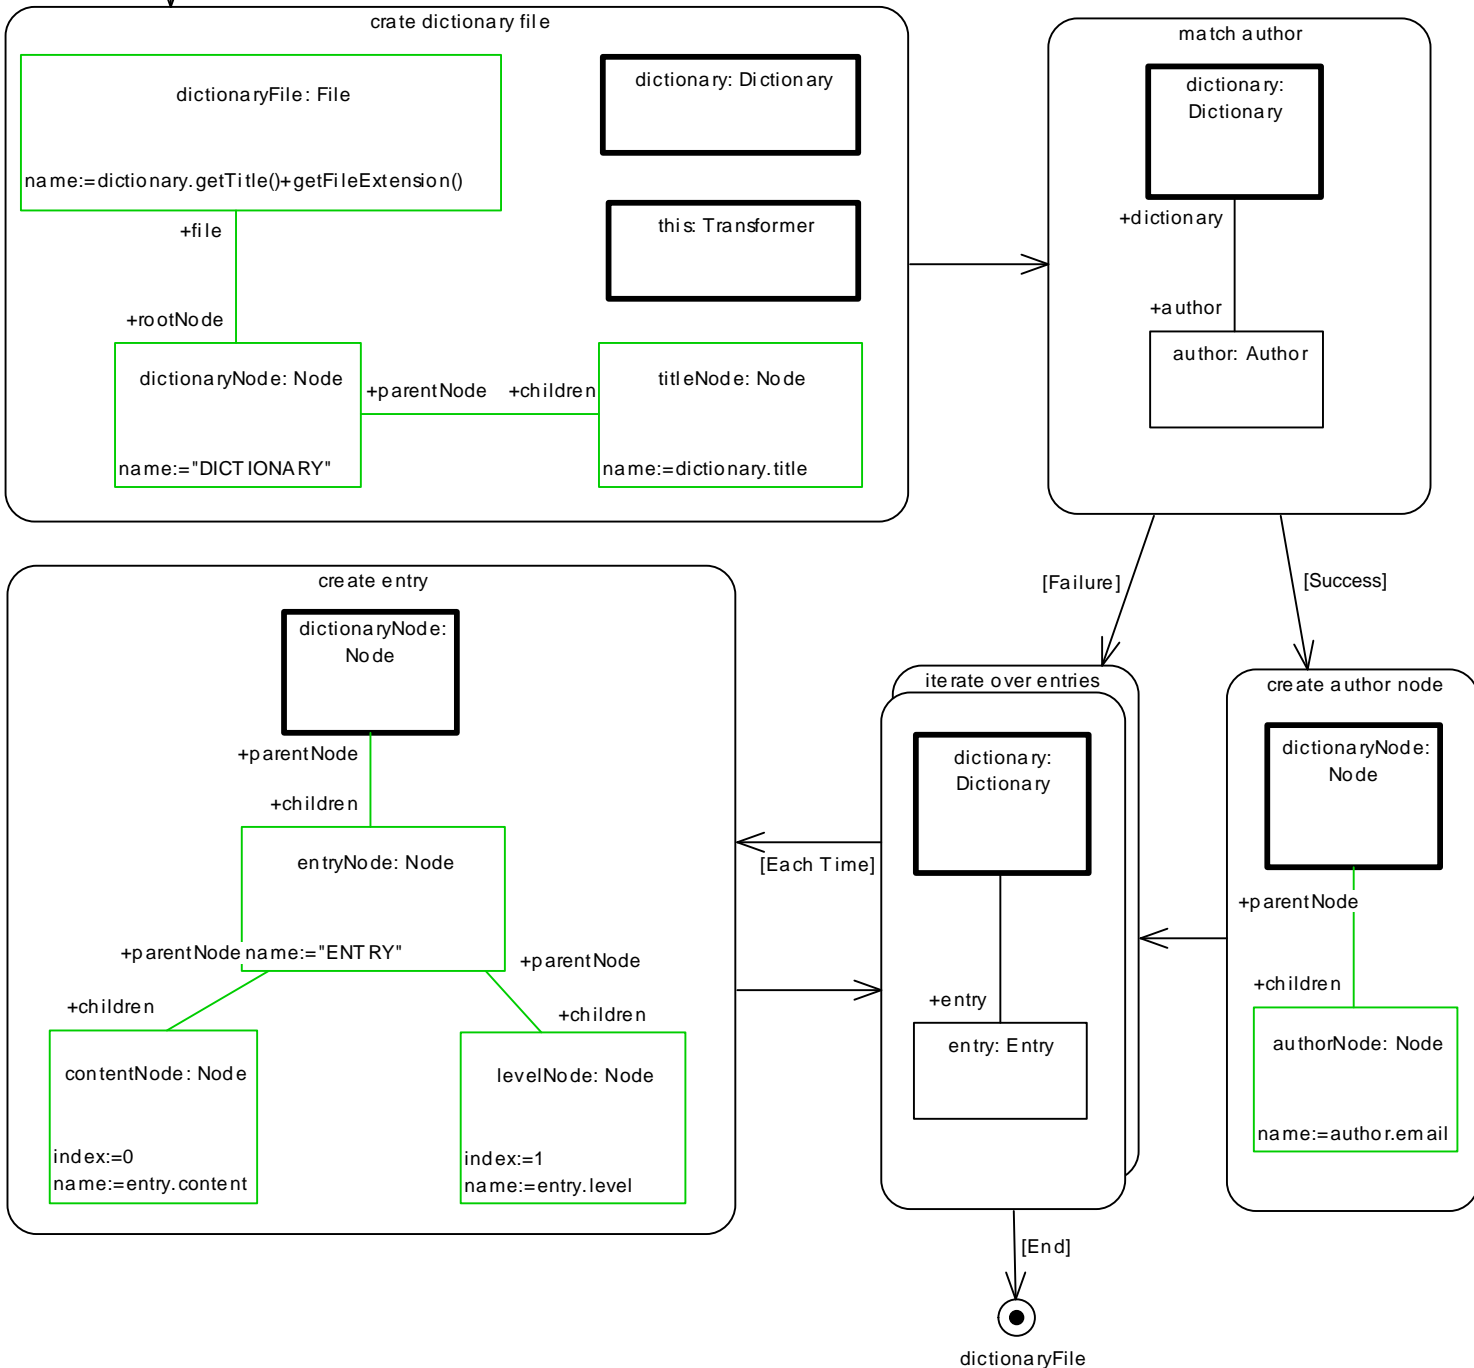 crate dictionary file
dictionaryFile: File
name:=dictionary.getTitle()+getFileExtension()
dictionary: Dictionary
this: Transformer
+file
+rootNode
dictionaryNode: Node
name:="DICTIONARY"
+parentNode
+children
titleNode: Node
name:=dictionary.title
match author
dictionary:
Dictionary
+dictionary
+author
author: Author
[Failure]
[Success]
create entry
dictionaryNode:
Node
+parentNode
+children
entryNode: Node
name:="ENTRY"
+parentNode
+parentNode
+children
+children
contentNode: Node
index:=0
name:=entry.content
levelNode: Node
index:=1
name:=entry.level
[Each Time]
iterate over entries
dictionary:
Dictionary
+entry
entry: Entry
create author node
dictionaryNode:
Node
+parentNode
+children
authorNode: Node
name:=author.email
[End]
dictionaryFile